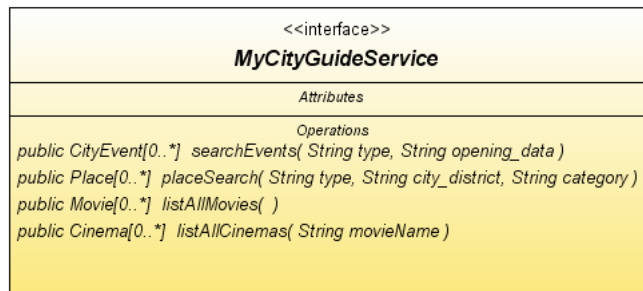 <<interface>>
MyCityGuideService
Attributes
Operations
public CityEvent[0..*] searchEvents( String type, String opening_data )
public Place[0..*] placeSearch( String type, String city_district, String category )
public Movie[0..*] listAllMovies( )
public Cinema[0..*] listAllCinemas( String movieName )